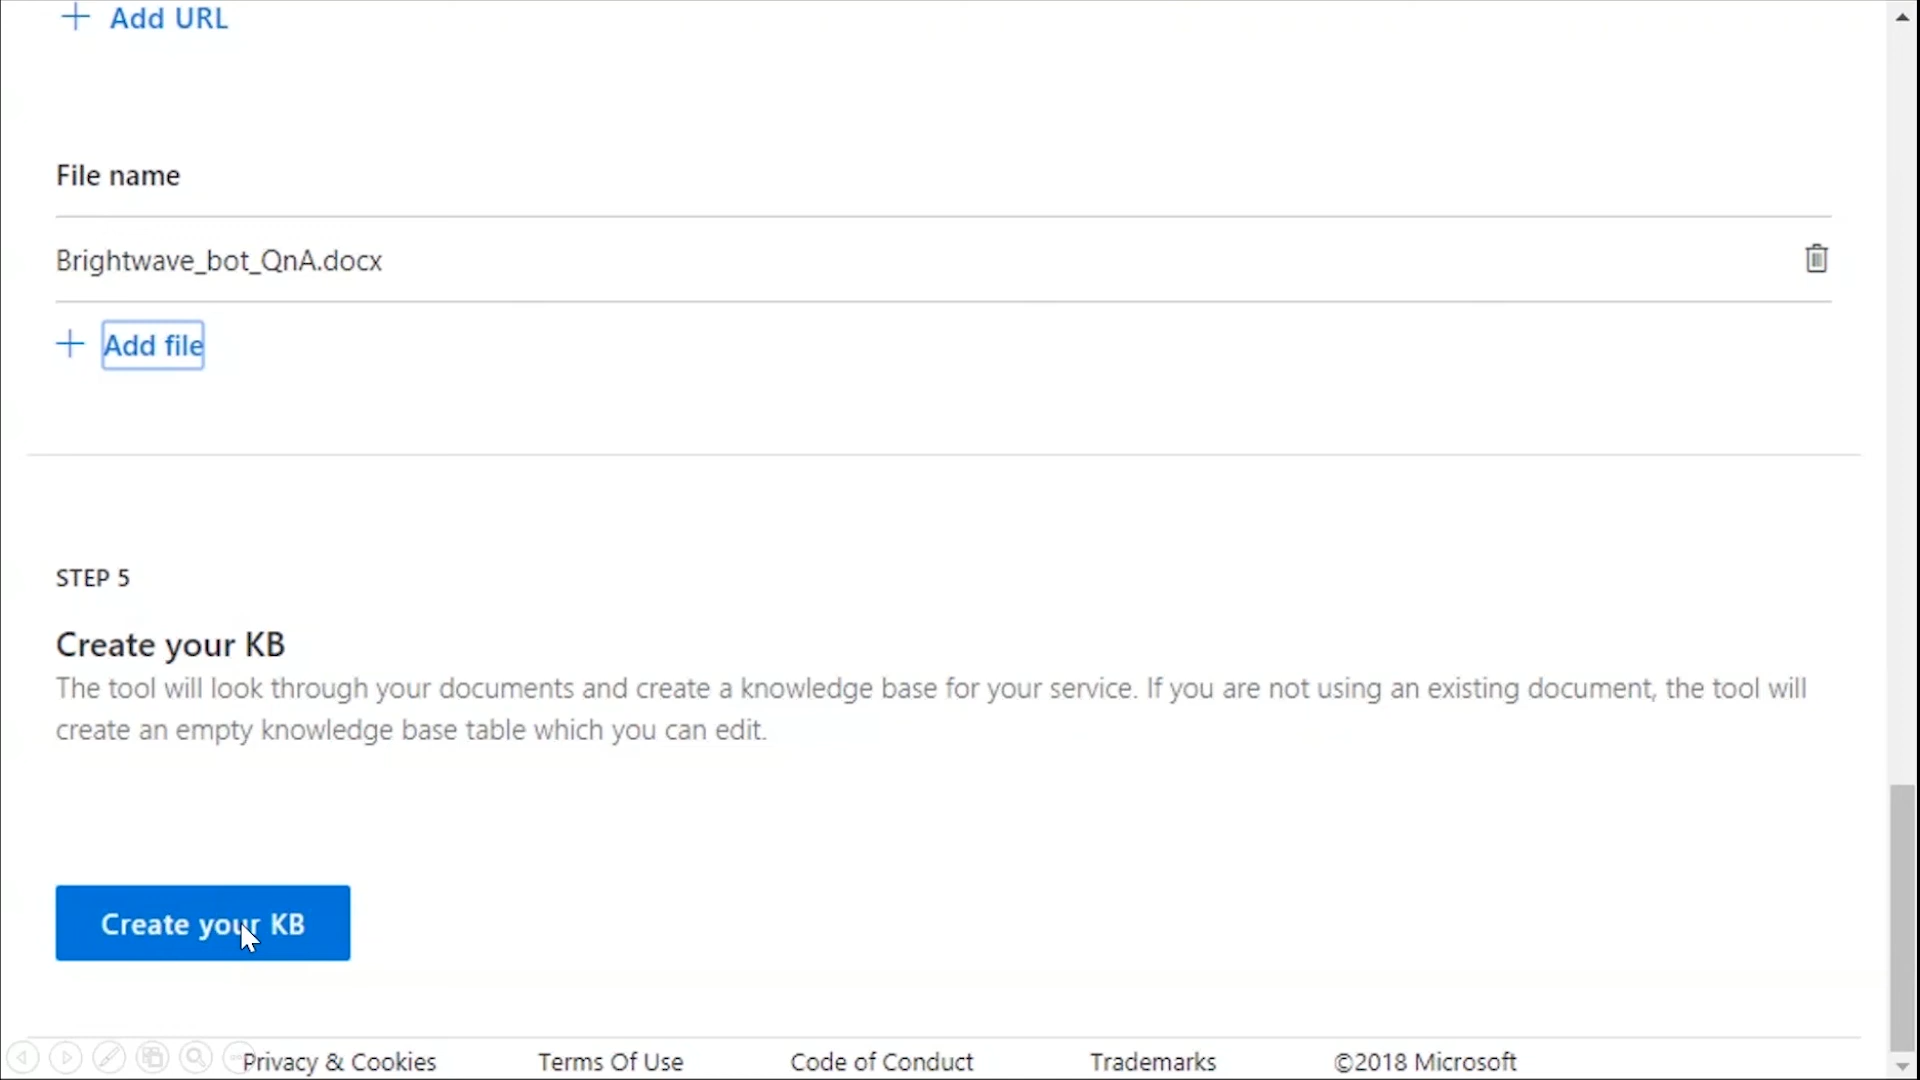 + Add URL
File name
Brightwave_bot_QnA.docx
+ Add file
STEP 5
Create your KB
The tool will look through your documents and create a knowledge base for your service. If you are not using an existing document, the tool will
create an empty knowledge base table which you can edit.
Create your KB
Privacy & Cookies Terms Of Use Code of Conduct Trademarks ©2018 Microsoft